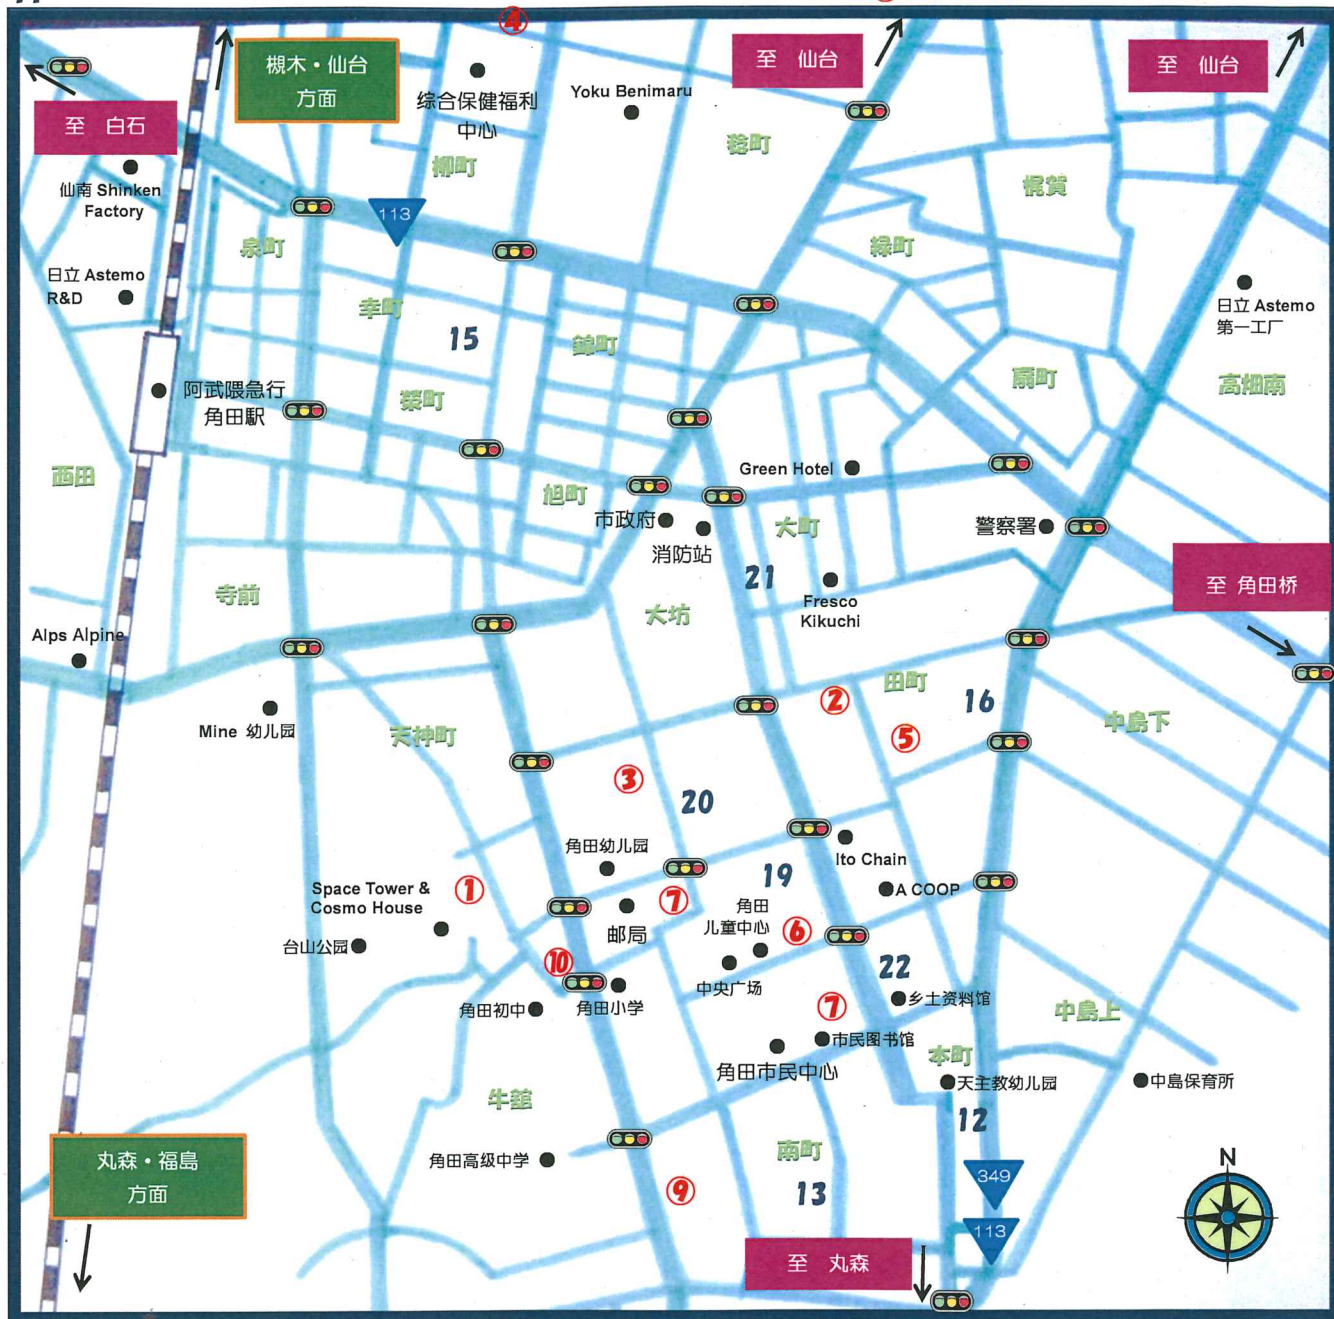 ④
至 仙台
至 仙台
槻木・仙台
方面
综合保健福利
中心
Yoku Benimaru
至 白石
柳町
梶賀
仙南 Shinken
Factory
113
泉町
緑町
日立 Astemo
R&D
幸町
15
錦町
日立 Astemo
第一工厂
扇町
高畑南
阿武隈急行
角田駅
栄町
西田
旭町
Green Hotel
市政府
消防站
大町
警察署
21
至 角田桥
寺前
大坊
Fresco
Kikuchi
Alps Alpine
田町
16
②
⑤
中島下
Mine 幼儿园
天神町
③
20
角田幼儿园
Ito Chain
19
A COOP
Space Tower &
Cosmo House
①
⑦
角田
儿童中心
⑥
台山公园
邮局
⑩
中央广场
22
角田初中
角田小学
乡土资料馆
⑦
中島上
市民图书馆
角田市民中心
本町
天主教幼儿园
中島保育所
牛舘
12
丸森・福島
方面
角田高级中学
南町
349
⑨
13
N
113
至 丸森